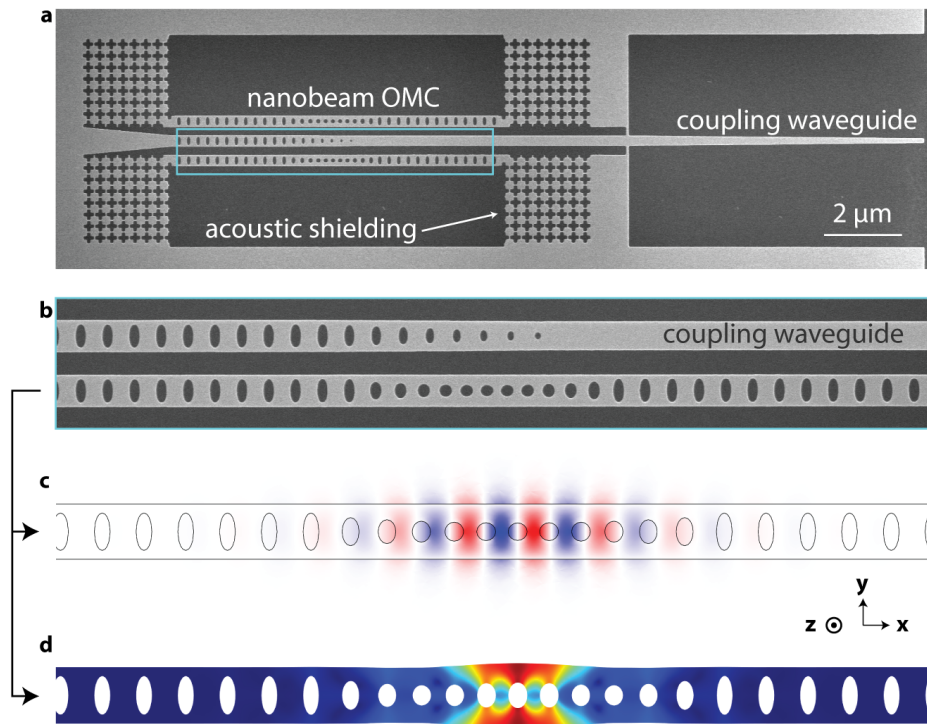 a
nanobeam OMC
coupling waveguide
acoustic shielding
2 μm
b
coupling waveguide
c
y
z x
d